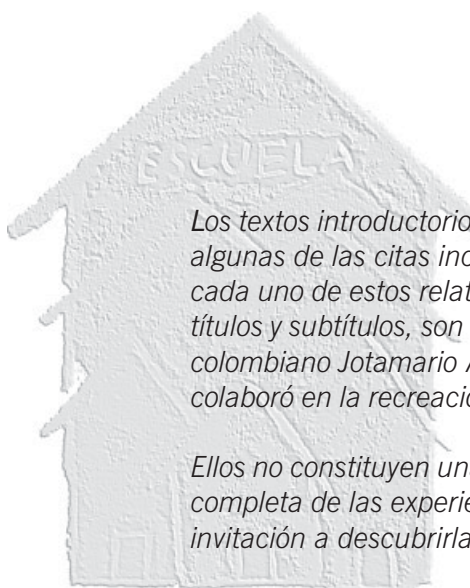 ESCUELA
Los textos introductorio
algunas de las citas inc
cada uno de estos relat
títulos y subtítulos, son
colombiano Jotamario A
colaboró en la recreació
Ellos no constituyen un
completa de las experie
invitación a descubrirla